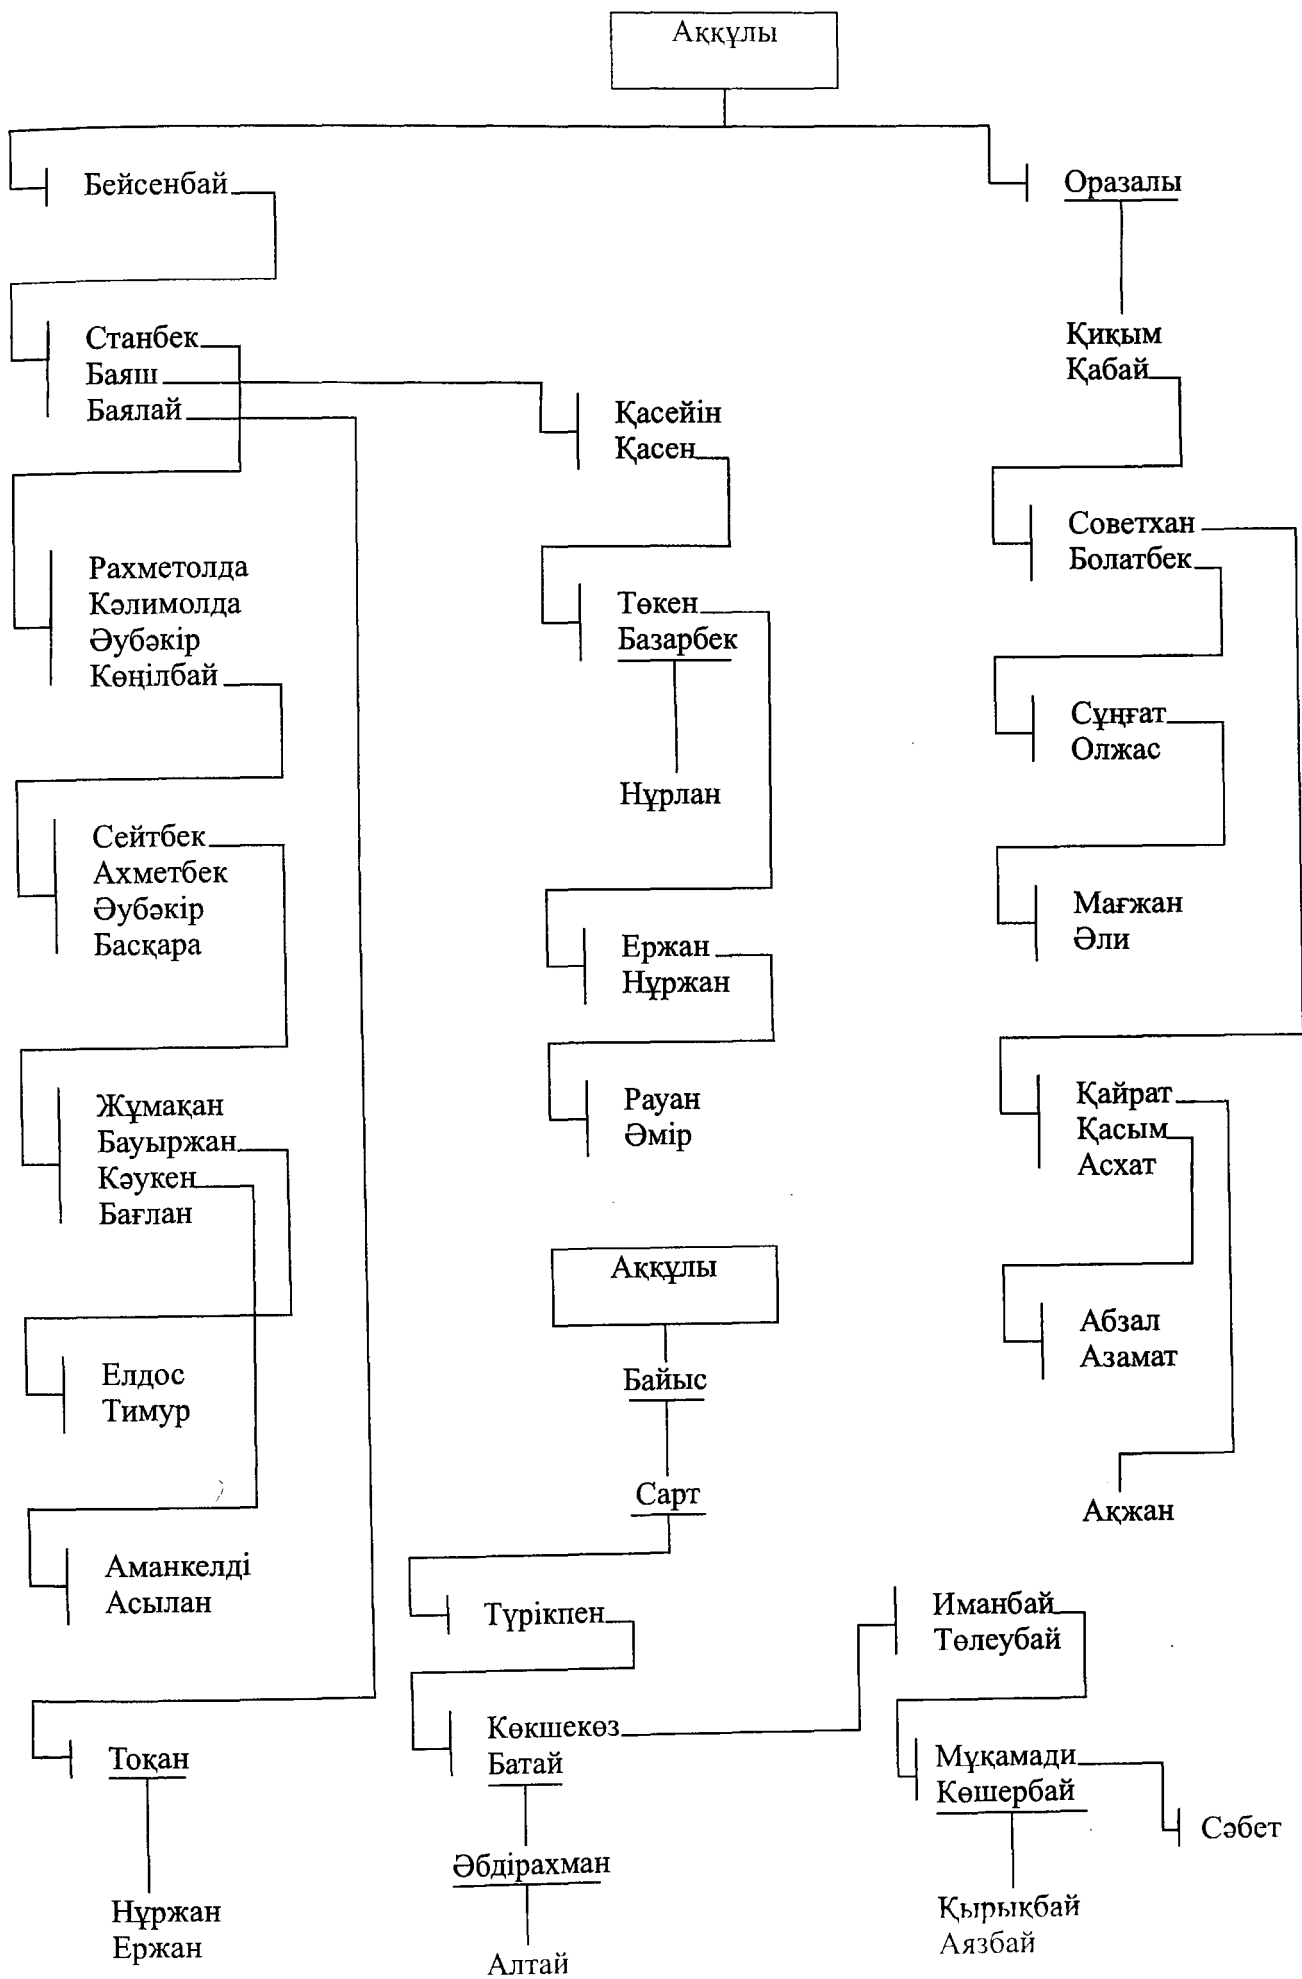 Аққұлы
Бейсенбай
Оразалы
Станбек
Баяш
Баялай
Қиқым
Қабай
Қасейін
Қасен
Советхан
Болатбек
Рахметолда
Кәлимолда
Әубәкір
Көңілбай
Төкен
Базарбек
Сұңғат
Олжас
Нұрлан
Сейтбек
Ахметбек
Әубәкір
Басқара
Мағжан
Әли
Ержан
Нұржан
Жұмақан
Бауыржан
Кәукен
Бағлан
Рауан
Әмір
Қайрат
Қасым
Асхат
Аққұлы
Абзал
Азамат
Елдос
Тимур
Байыс
Сарт
Ақжан
Аманкелді
Асылан
Түрікпен
Иманбай
Төлеубай
Көкшекөз
Батай
Тоқан
Мұқамади
Көшербай
Сәбет
Әбдірахман
Нұржан
Ержан
Қырықбай
Аязбай
Алтай